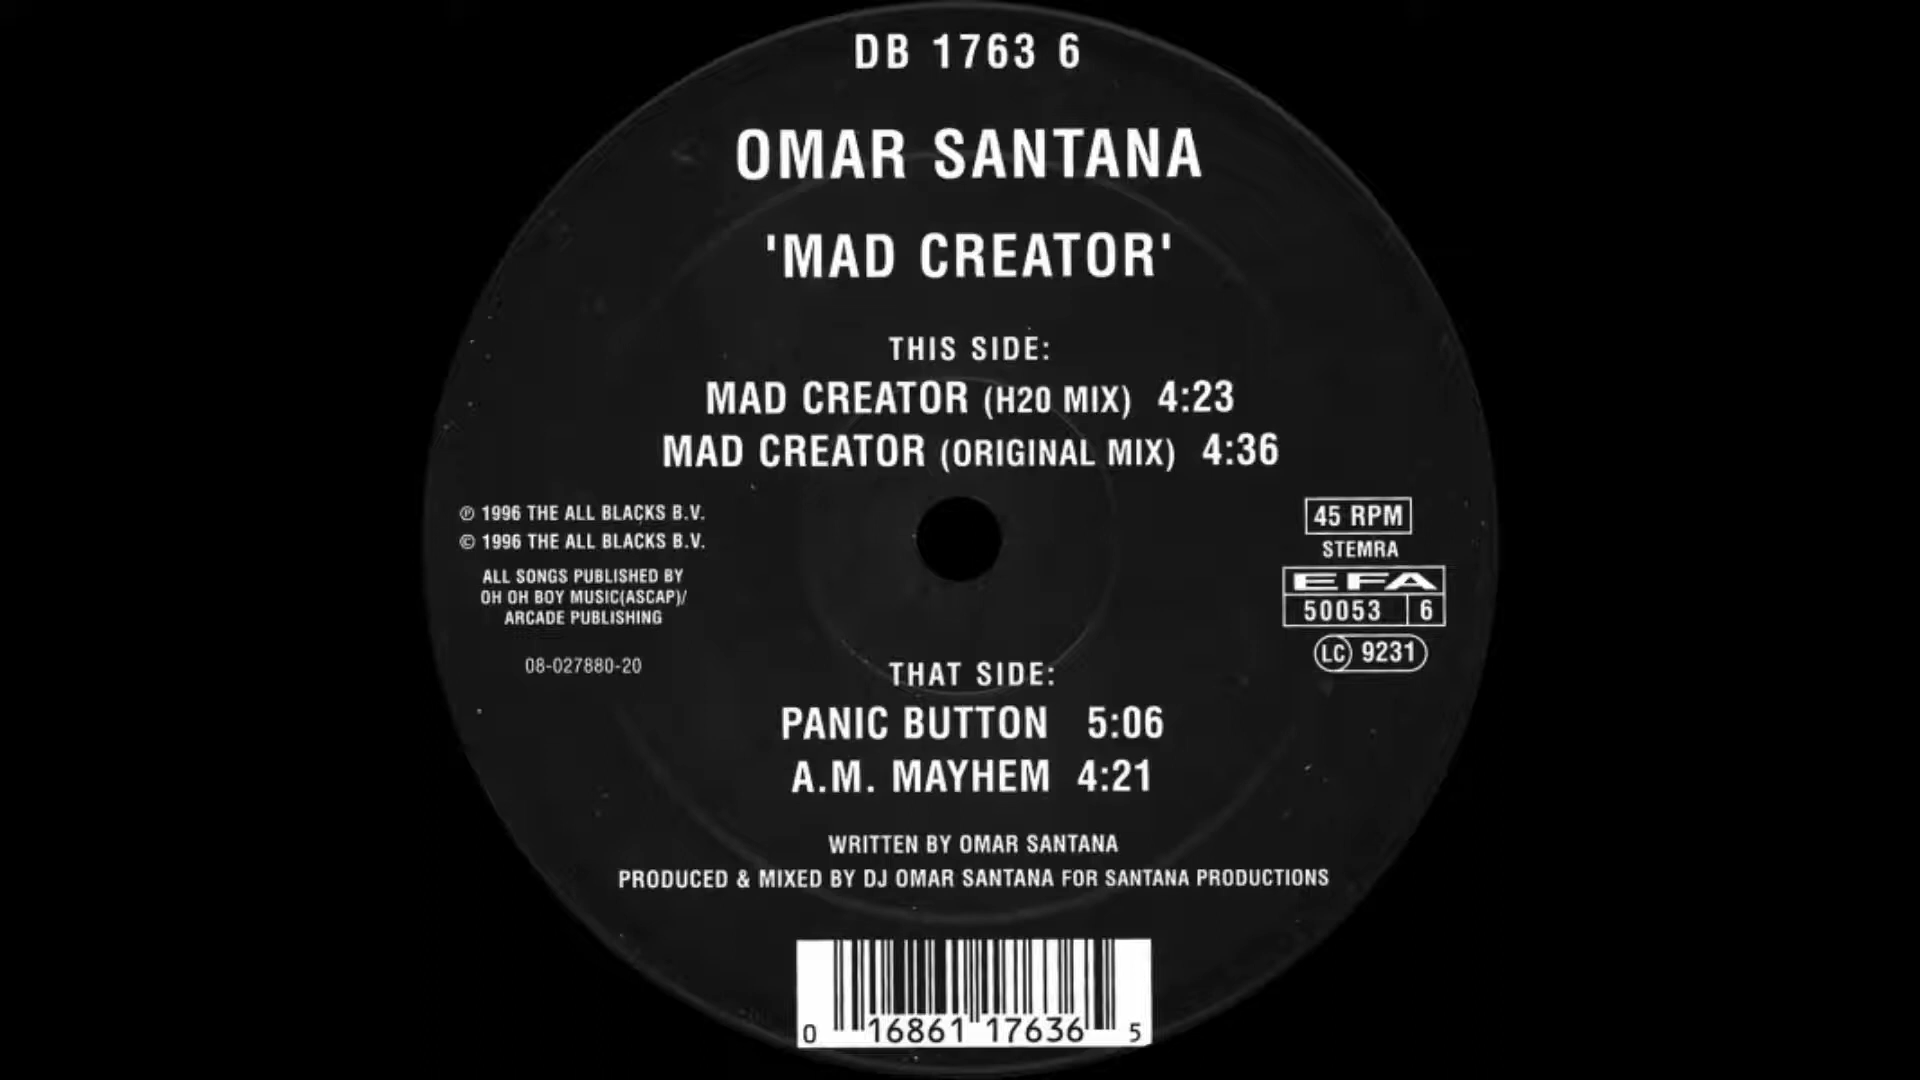 DB 1763 6
OMAR SANTANA
'MAD CREATOR'
THIS SIDE:
MAD CREATOR (H20 MIX) 4:23
MAD CREATOR (ORIGINAL MIX) 4:36
℗ 1996 THE ALL BLACKS B.V.
© 1996 THE ALL BLACKS B.V.
ALL SONGS PUBLISHED BY
OH OH BOY MUSIC(ASCAP)/
ARCADE PUBLISHING
08-027880-20
45 RPM
STEMRA
EFA
50053 6
LC 9231
THAT SIDE:
PANIC BUTTON 5:06
A.M. MAYHEM 4:21
WRITTEN BY OMAR SANTANA
PRODUCED & MIXED BY DJ OMAR SANTANA FOR SANTANA PRODUCTIONS
0 16861 17636 5